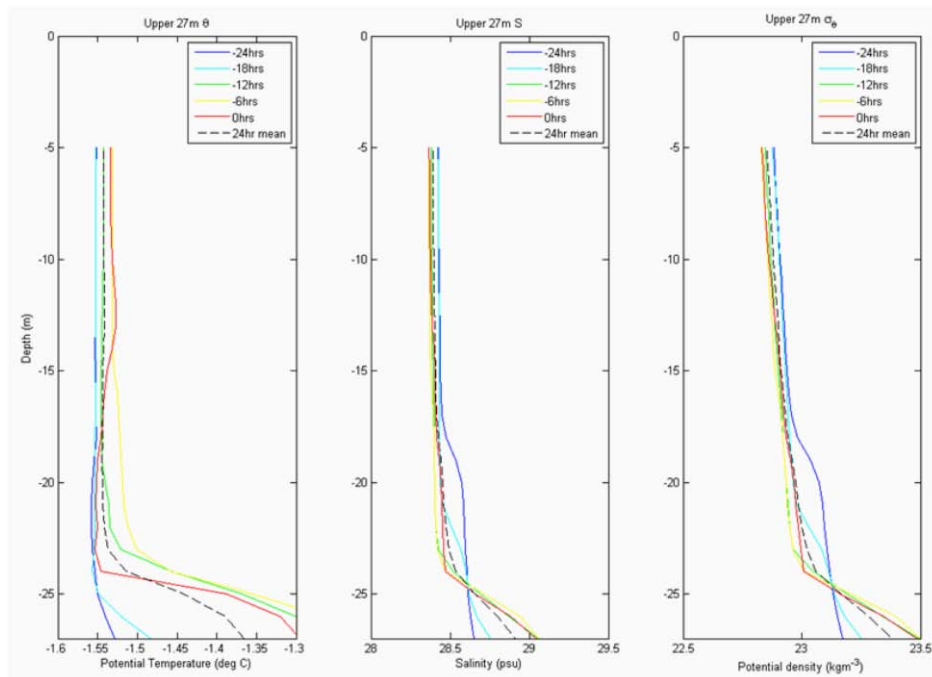 Upper 27m θ
Upper 27m S
Upper 27m σθ
0
-5
-10
-15
-20
-25
Depth (m)
-24hrs
-18hrs
-12hrs
-6hrs
0hrs
24hr mean
-1.6
-1.55
-1.5
-1.45
-1.4
-1.35
-1.3
Potential Temperature (deg C)
0
-5
-10
-15
-20
-25
-24hrs
-18hrs
-12hrs
-6hrs
0hrs
24hr mean
28
28.5
29
29.5
Salinity (psu)
0
-5
-10
-15
-20
-25
-24hrs
-18hrs
-12hrs
-6hrs
0hrs
24hr mean
22.5
23
23.5
Potential density (kgm⁻³)